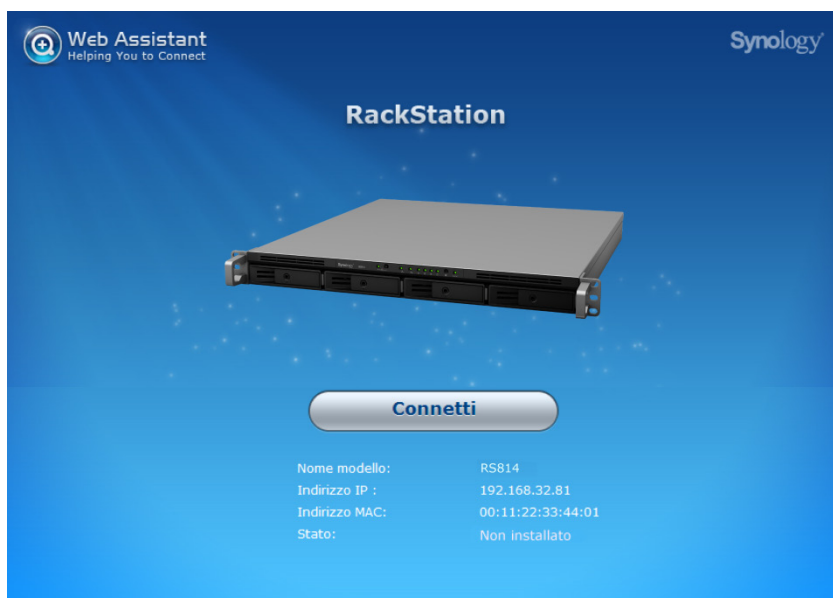 Web Assistant
Helping You to Connect
Synology
RackStation
Synology
Connetti
Nome modello: RS814
Indirizzo IP : 192.168.32.81
Indirizzo MAC: 00:11:22:33:44:01
Stato: Non installato